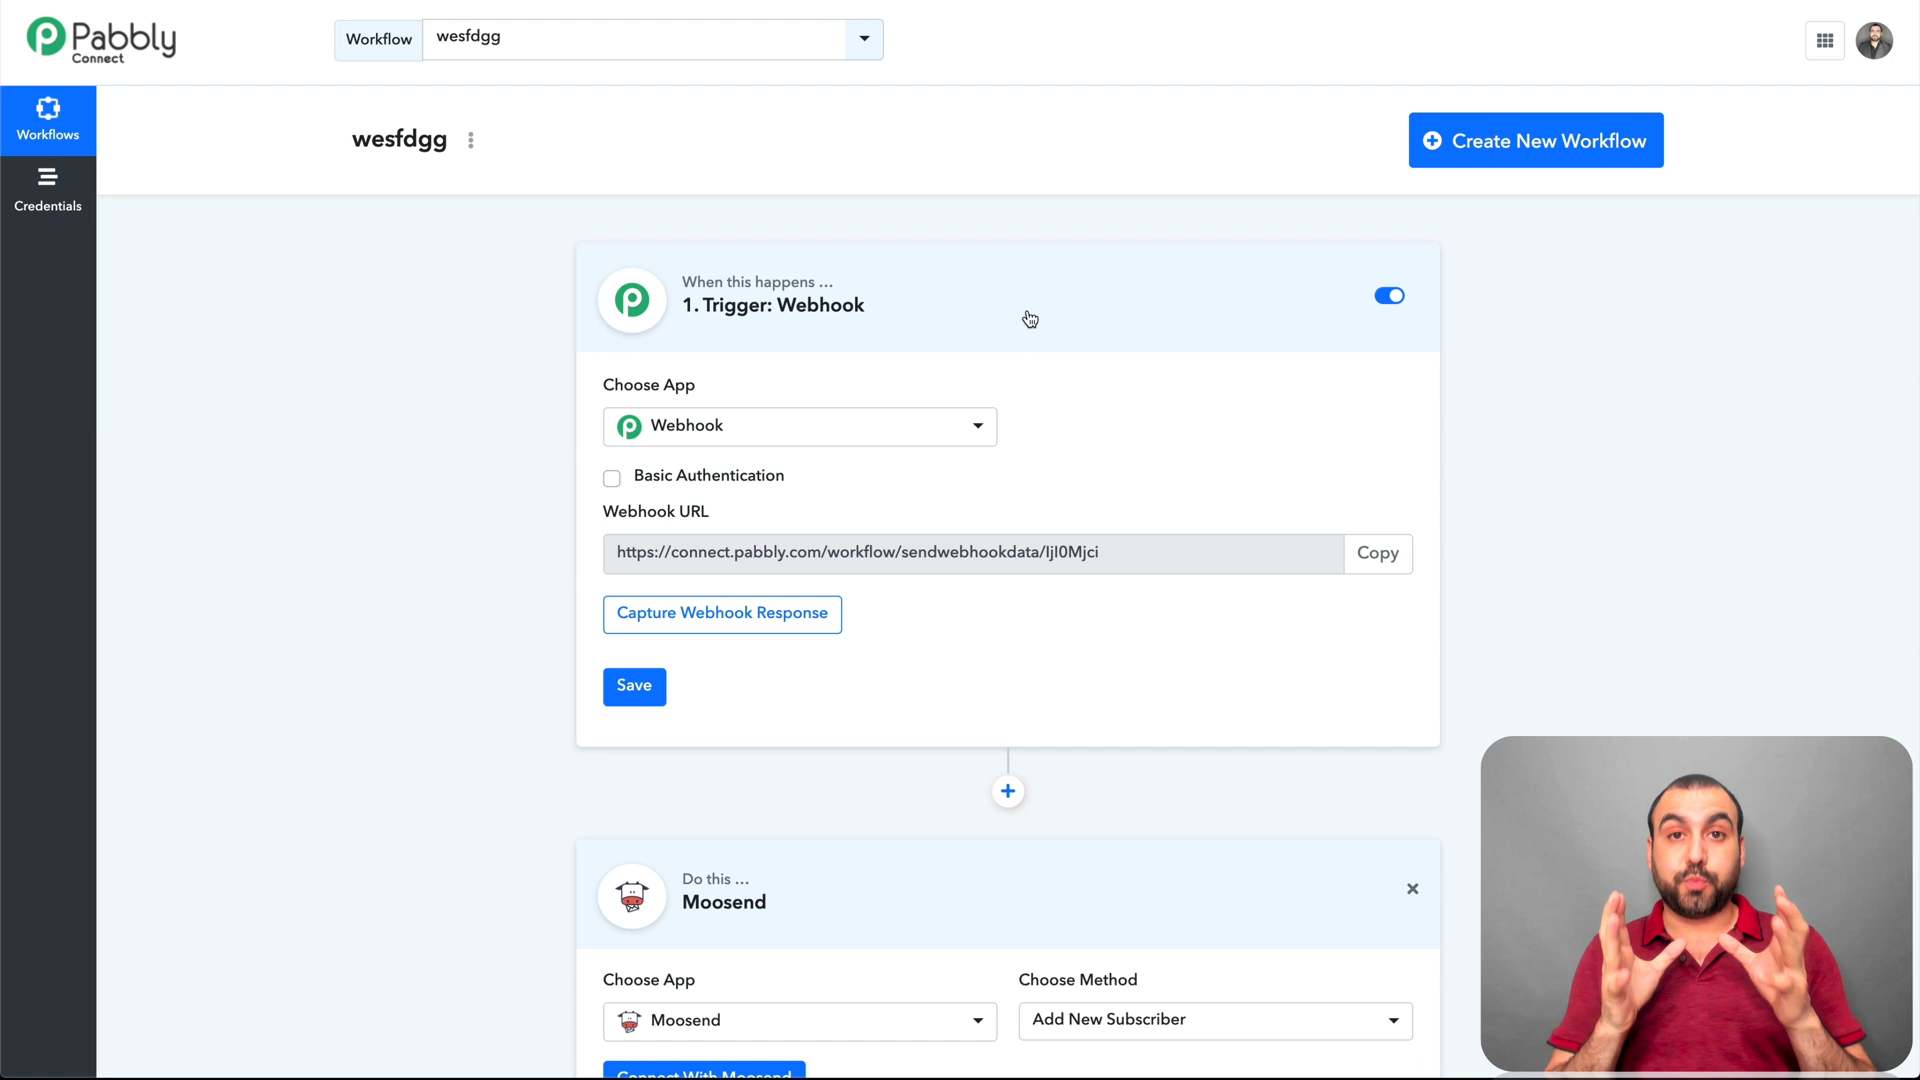 Pabbly
Connect
Workflow
wesfdgg
Workflows
wesfdgg
Create New Workflow
Credentials
When this happens ...
1. Trigger: Webhook
Choose App
Webhook
Basic Authentication
Webhook URL
https://connect.pabbly.com/workflow/sendwebhookdata/IjI0Mjci
Copy
Capture Webhook Response
Save
Do this ...
Moosend
Choose App
Choose Method
Moosend
Add New Subscriber
Connect With Moosend